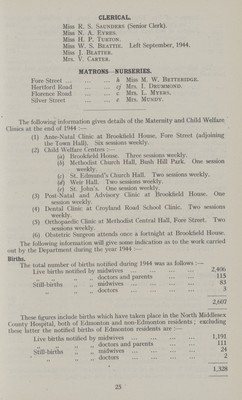 CLERICAL.
Miss R. S. SAUNDERS (Senior Clerk).
Miss N. A. EYRES.
Miss H. P. TURTON.
Miss W. S. BEATTIE. Left September, 1944.
Miss J. BLATTER.
Mrs. V. CARTER.
MATRONS—NURSERIES.
Fore Street ... ... ... h Miss M. W. BETTERIDGE.
Hertford Road ... ... cf Mrs. I. DRUMMOND.
Florence Road ... ... e Mrs. L. MYERS.
Silver Street ... ... e Mrs. MUNDY.
The following information gives details of the Maternity and Child Welfare
Clinics at the end of 1944 :—
(1) Ante-Natal Clinic at Brookfield House, Fore Street (adjoining
the Town Hall). Six sessions weekly.
(2) Child Welfare Centres :—
(a) Brookfield House. Three sessions weekly.
(b) Methodist Church Hall, Bush Hill Park. One session
weekly.
(c) St. Edmund's Church Hall. Two sessions weekly.
(d) Weir Hall. Two sessions weekly.
(e) St. John's. One session weekly.
(3) Post-Natal and Advisory Clinic at Brookfield House. One
session weekly.
(4) Dental Clinic at Croyland Road School Clinic. Two sessions
weekly.
(5) Orthopaedic Clinic at Methodist Central Hall, Fore Street. Two
sessions weekly.
(6) Obstetric Surgeon attends once a fortnight at Brookfield House.
The following information will give some indication as to the work carried
out by the Department during the year 1944 :—
Births.
The total number of births notified during 1944 was as follows :—
Live births notified by midwives ... ... ... ... 2,406
„ „ „ „ doctors and parents ... ... ... 115
Still-births „ „ midwives ... ... ... ... 83
„ „ „ doctors ... ... ... ... 3
2,607
These figures include births which have taken place in the North Middlesex
County Hospital, both of Edmonton and non-Edmonton residents ; excluding
these latter the notified births of Edmonton residents are :—
Live births notified by midwives ... ... ... ... 1,191
„ „ „ „ doctors and parents ... ... ... 111
Still-births „ „ midwives ... ... ... ... 24
„ „ „ doctors ... ... ... ... 2
1,328
25